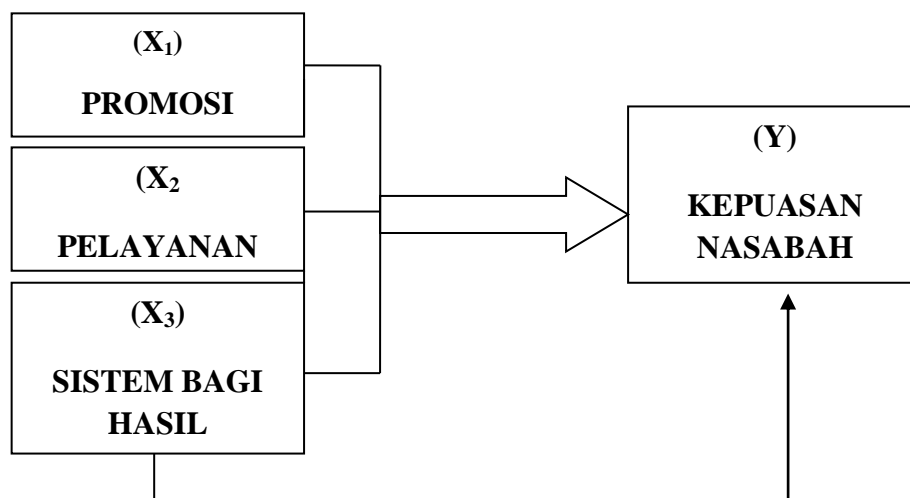 (X₁)
PROMOSI
(X₂
PELAYANAN
(X₃)
SISTEM BAGI
HASIL
(Y)
KEPUASAN
NASABAH